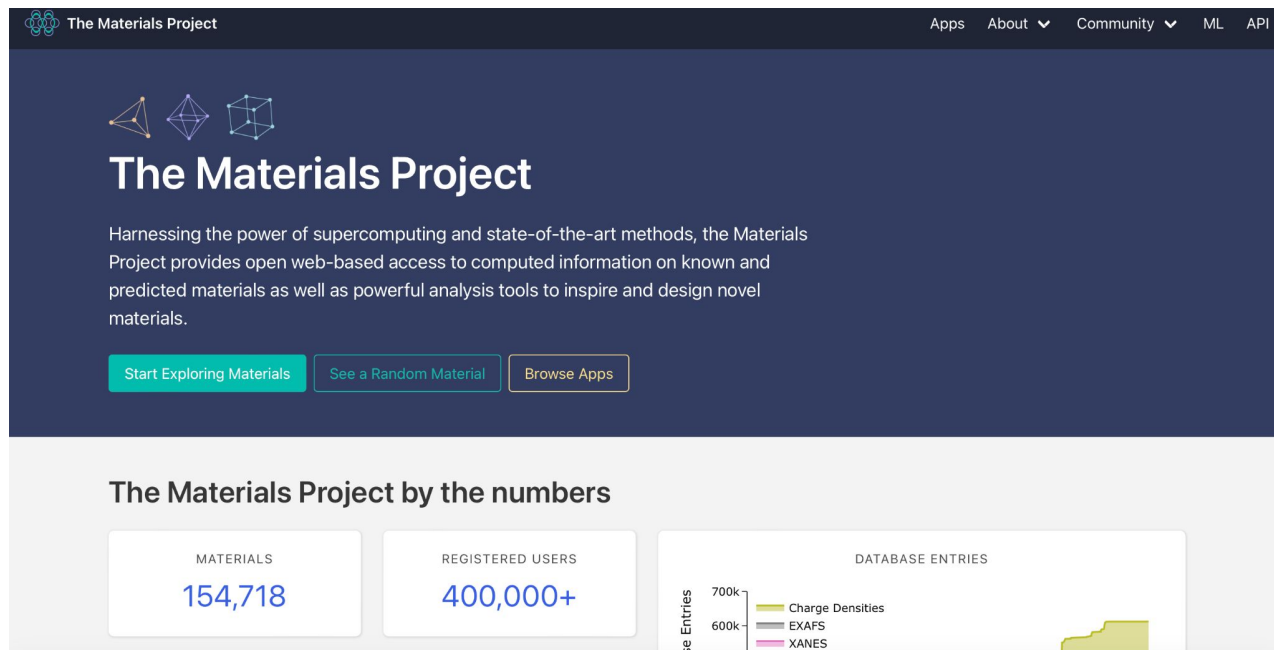 The Materials Project
Apps About Community ML API
The Materials Project
Harnessing the power of supercomputing and state-of-the-art methods, the Materials
Project provides open web-based access to computed information on known and
predicted materials as well as powerful analysis tools to inspire and design novel
materials.
Start Exploring Materials
See a Random Material
Browse Apps
The Materials Project by the numbers
MATERIALS
154,718
REGISTERED USERS
400,000+
DATABASE ENTRIES
700k
600k
Entries
Charge Densities
EXAFS
XANES